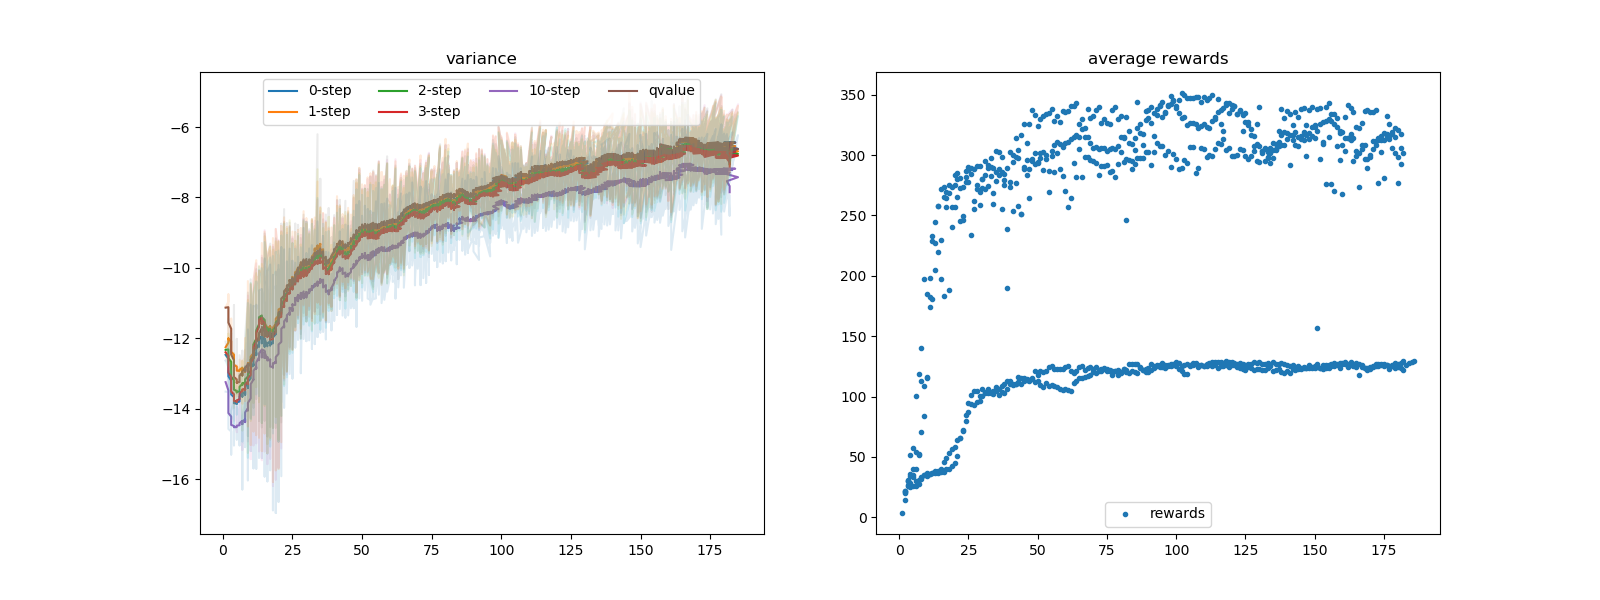 variance
0-step 2-step 10-step qvalue
1-step 3-step
−6
−8
−10
−12
−14
−16
0 25 50 75 100 125 150 175
average rewards
350
300
250
200
150
100
50
0
rewards
0 25 50 75 100 125 150 175